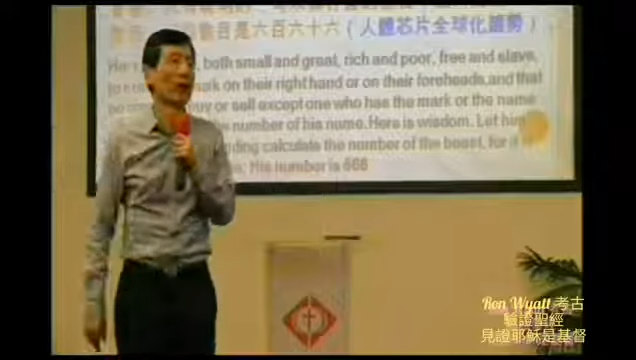 數目是六百六十六（人體芯片全球化趨勢）
both small and great, rich and poor, free and slave,
mark on their right hand or on their foreheads, and that
buy or sell except one who has the mark or the name
the number of his name. Here is wisdom. Let
calculate the number of the beast, for it
His number is 666
Ron Wyatt 考古
驗證聖經
見證耶穌是基督